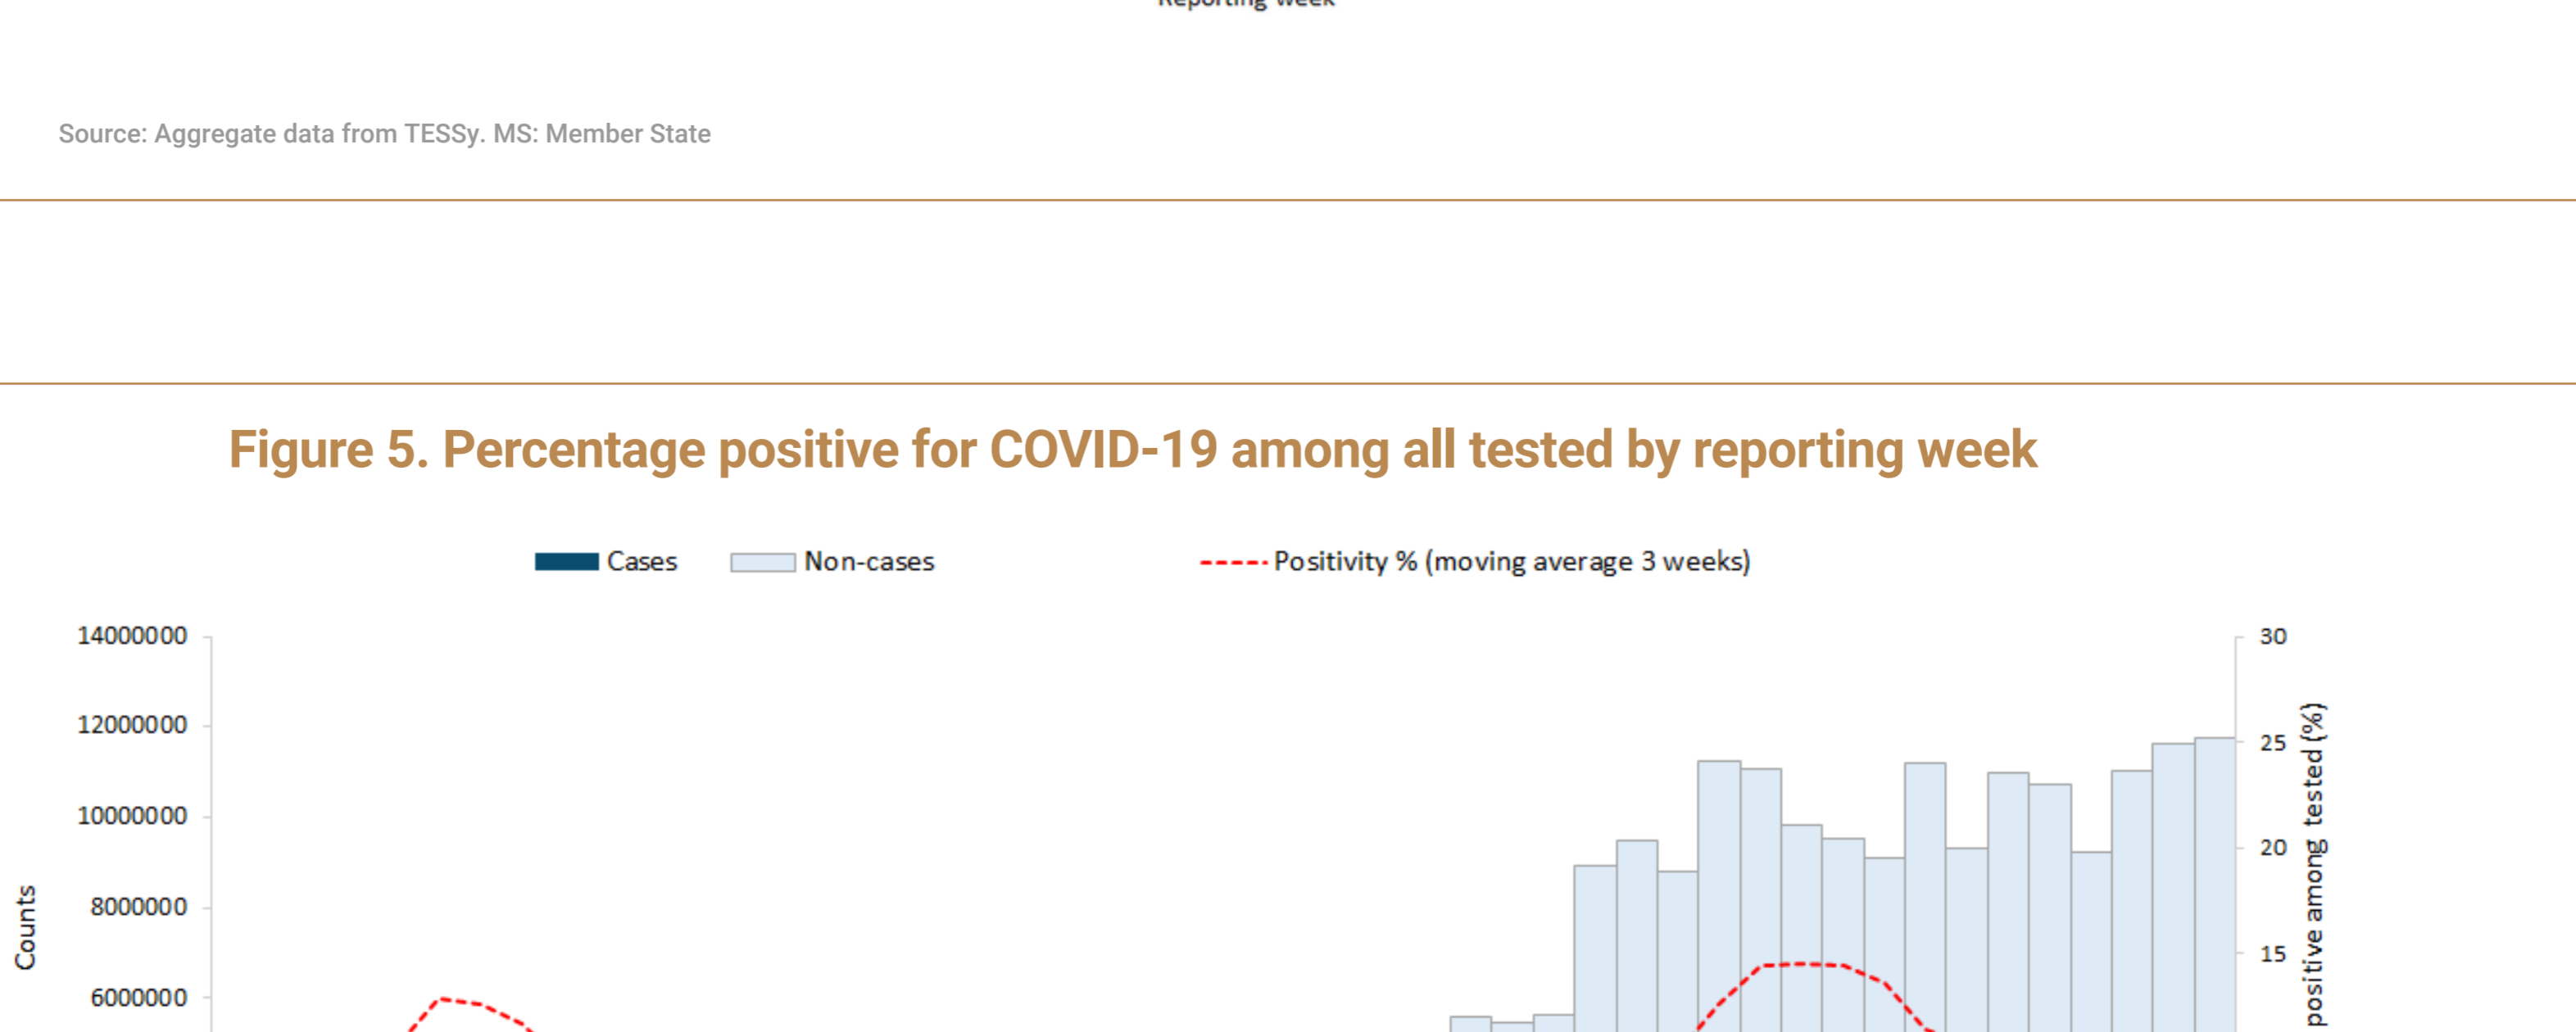 Reporting week
Source: Aggregate data from TESSy. MS: Member State
Figure 5. Percentage positive for COVID-19 among all tested by reporting week
Cases
Non-cases
Positivity % (moving average 3 weeks)
14000000
12000000
10000000
8000000
6000000
Counts
30
25
20
15
positive among tested (%)